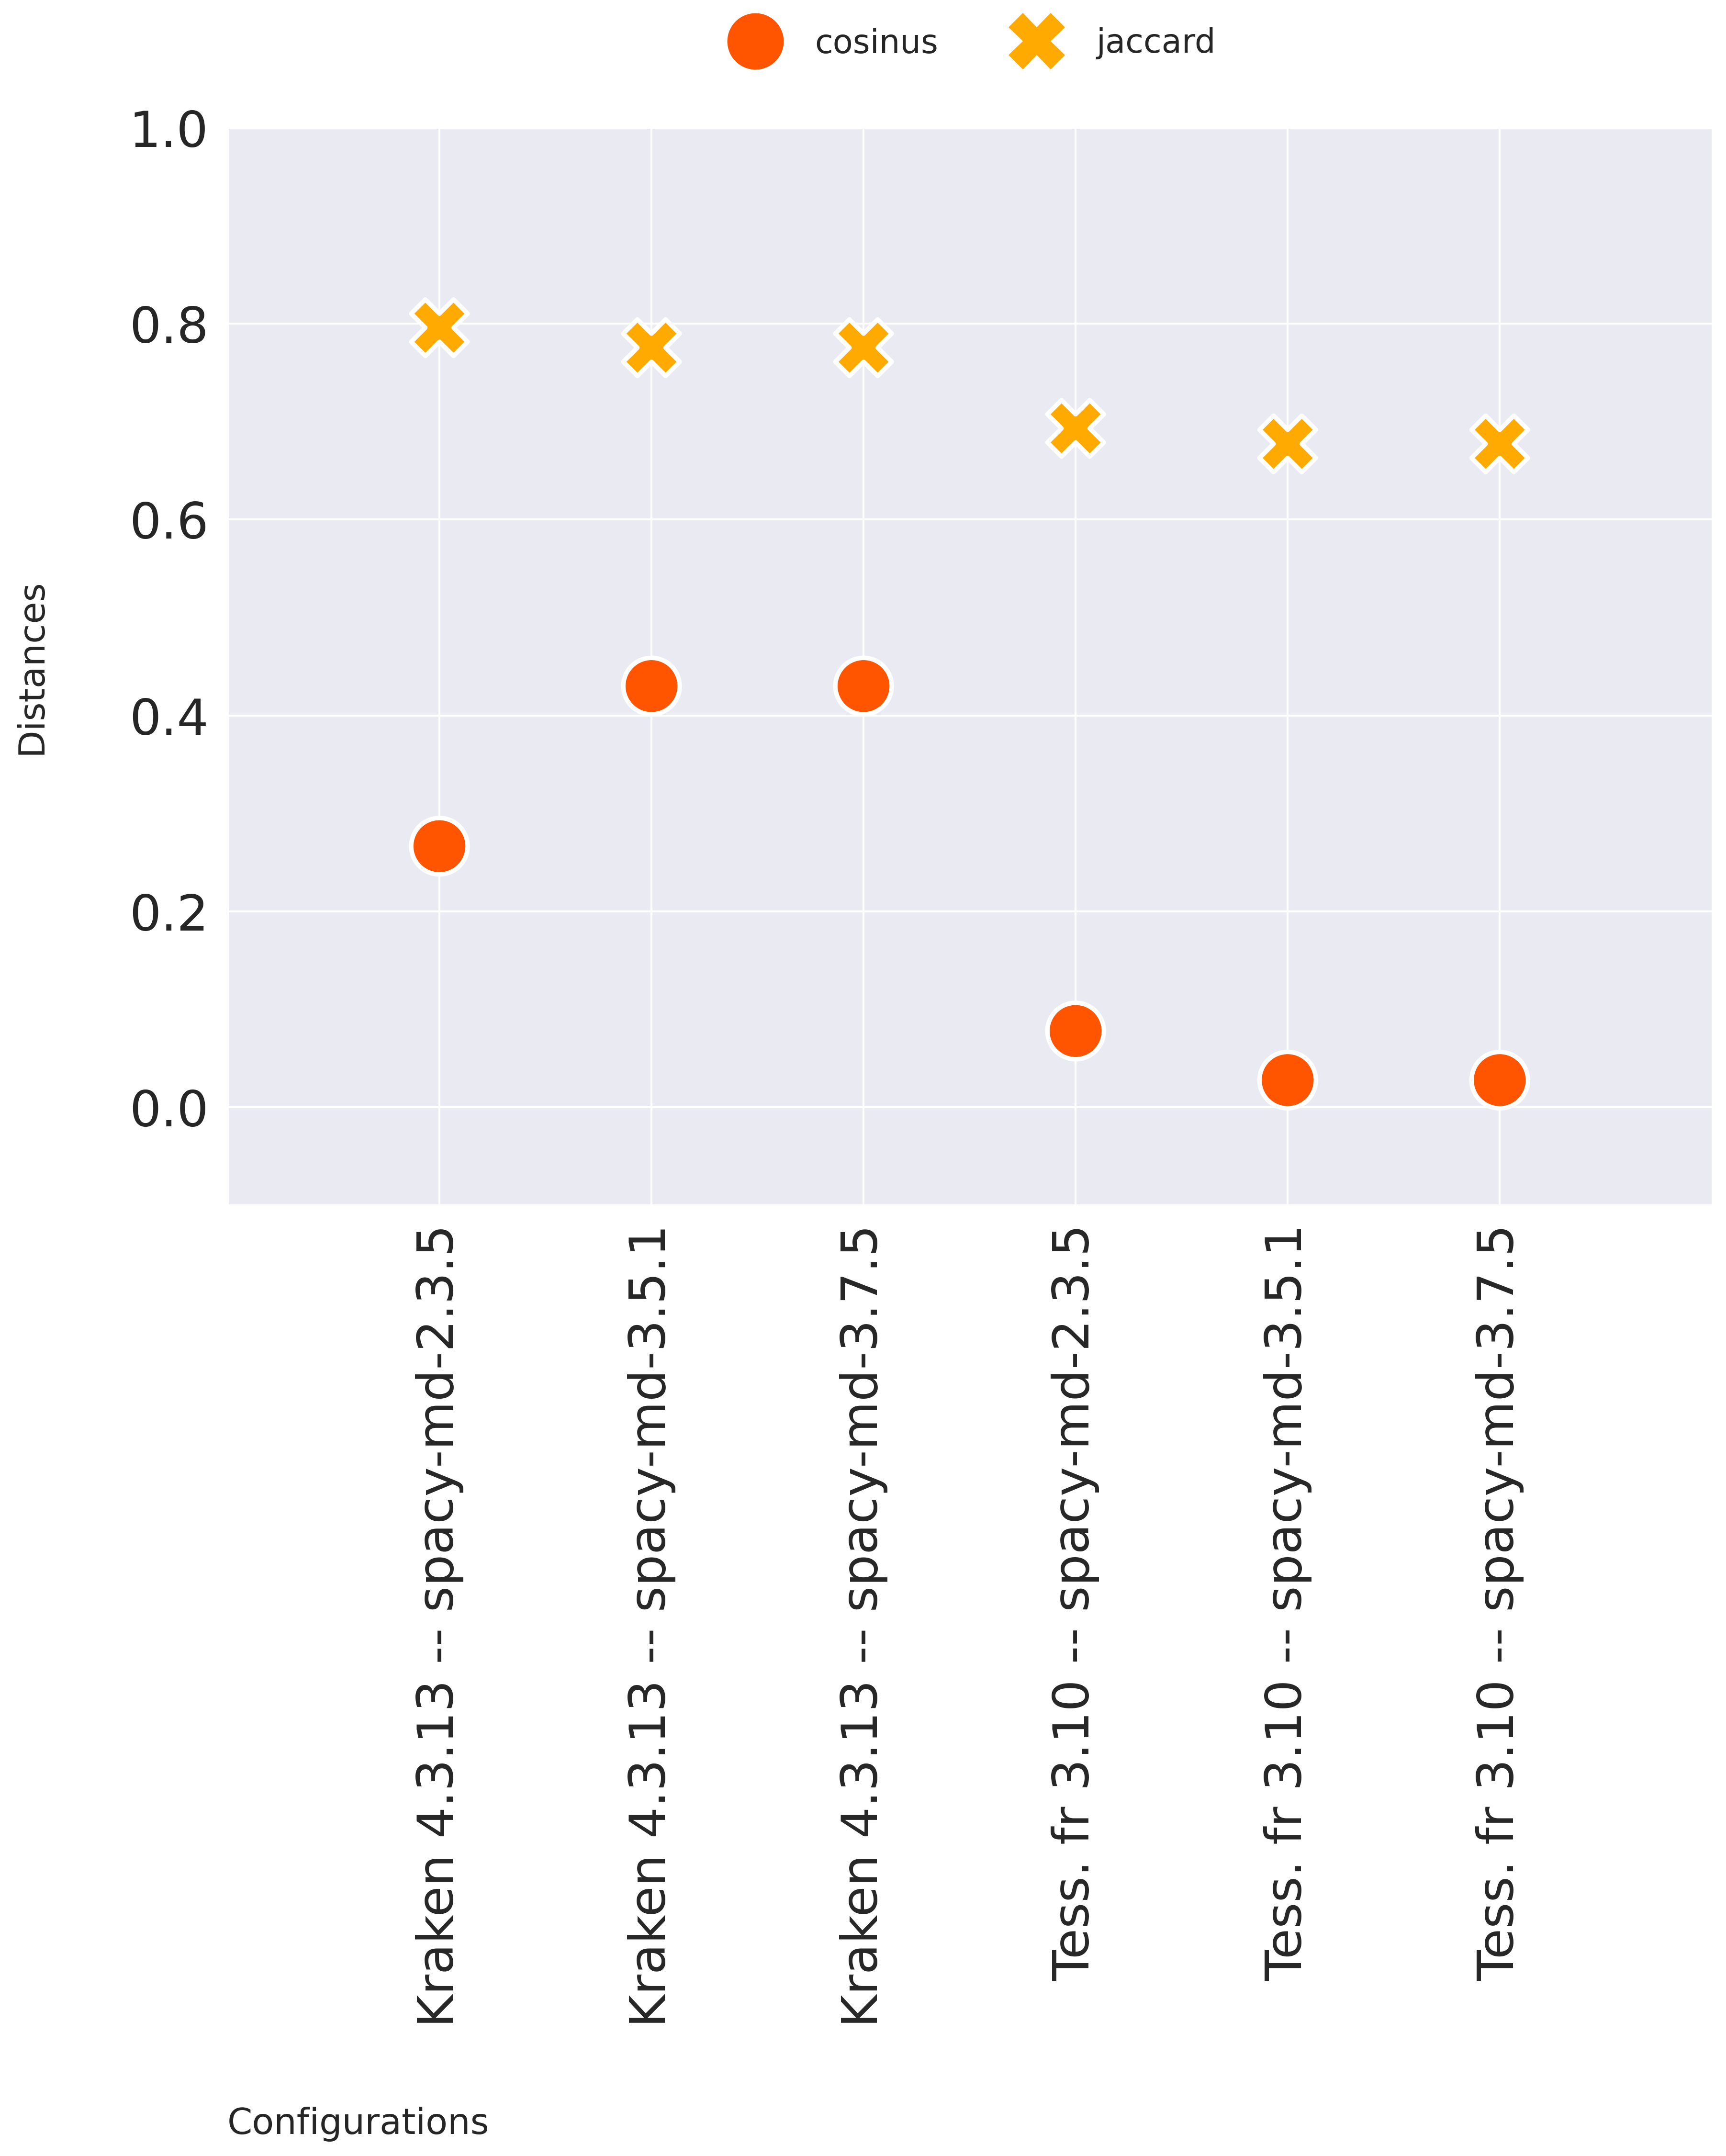 cosinus
jaccard
1.0
0.8
0.6
0.4
0.2
0.0
Distances
Kraken 4.3.13 -- spacy-md-2.3.5
Kraken 4.3.13 -- spacy-md-3.5.1
Kraken 4.3.13 -- spacy-md-3.7.5
Tess. fr 3.10 -- spacy-md-2.3.5
Tess. fr 3.10 -- spacy-md-3.5.1
Tess. fr 3.10 -- spacy-md-3.7.5
Configurations